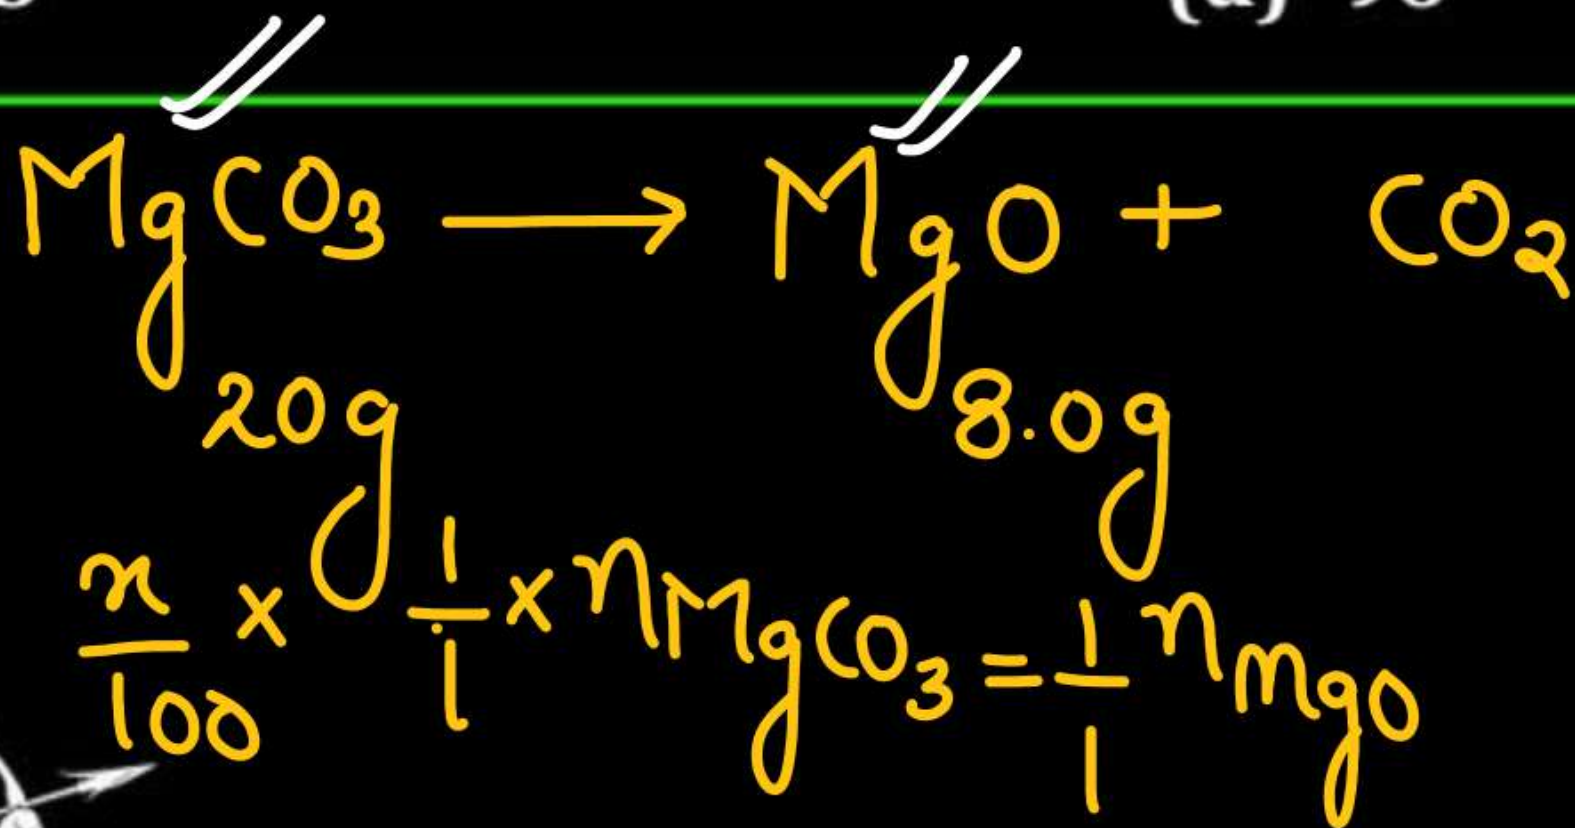 MgCO₃ ⟶ MgO + CO₂
20g 8.0g
x/100 × 1/1 × nMgCO₃ = 1/1 nMgO